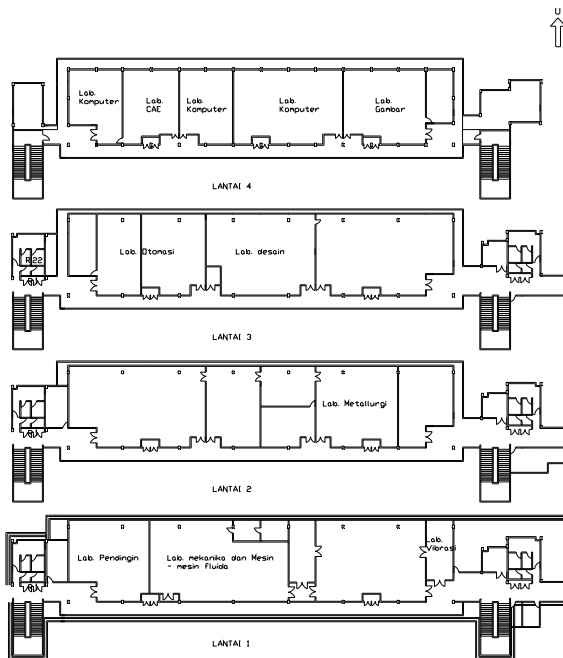 U
Lab.
Komputer
Lab.
CAE
Lab.
Komputer
Lab.
Komputer
Lab.
Gambar
LANTAI 4
R 22
Lab. Otomasi
Lab. desain
LANTAI 3
Lab. Metallurgi
LANTAI 2
Lab. Pendingin
Lab. mekanika dan Mesin
- mesin fluida
Lab.
Vibrasi
LANTAI 1